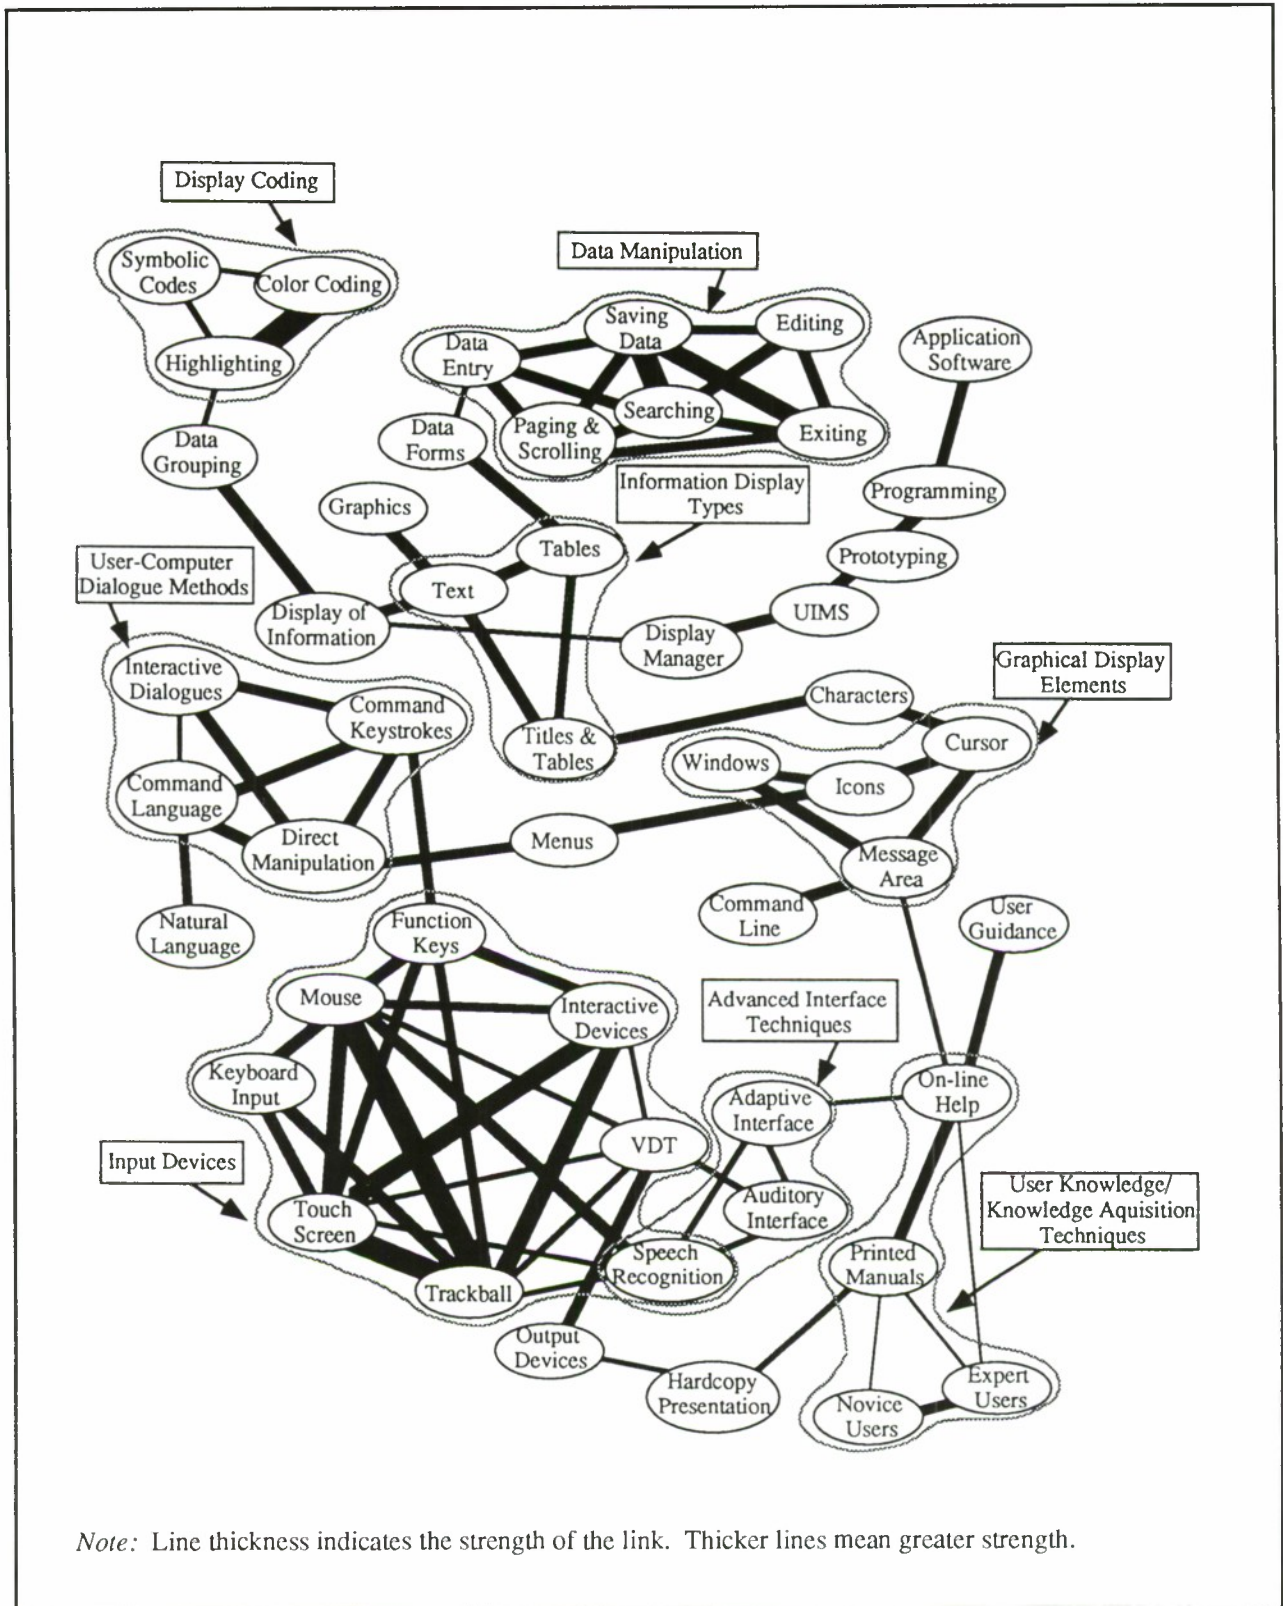 Display Coding
Symbolic
Codes
Color Coding
Highlighting
Data Manipulation
Saving
Data
Editing
Data
Entry
Searching
Paging &
Scrolling
Exiting
Application
Software
Data
Grouping
Data
Forms
Information Display
Types
Programming
Graphics
Tables
Prototyping
User-Computer
Dialogue Methods
Text
UIMS
Display of
Information
Display
Manager
Interactive
Dialogues
Command
Keystrokes
Graphical Display
Elements
Characters
Cursor
Titles &
Tables
Windows
Icons
Command
Language
Direct
Manipulation
Menus
Message
Area
Command
Line
User
Guidance
Natural
Language
Function
Keys
Mouse
Interactive
Devices
Advanced Interface
Techniques
Keyboard
Input
Adaptive
Interface
On-line
Help
VDT
Input Devices
Touch
Screen
Auditory
Interface
User Knowledge/
Knowledge Aquisition
Techniques
Speech
Recognition
Printed
Manuals
Trackball
Output
Devices
Hardcopy
Presentation
Expert
Users
Novice
Users
Note: Line thickness indicates the strength of the link. Thicker lines mean greater strength.